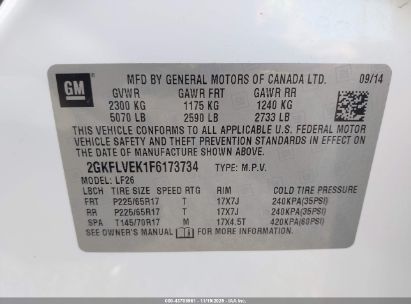 GM
MFD BY GENERAL MOTORS OF CANADA LTD. 09/14
GVWR GAWR FRT GAWR RR
2300 KG 1175 KG 1240 KG
5070 LB 2590 LB 2733 LB
THIS VEHICLE CONFORMS TO ALL APPLICABLE U.S. FEDERAL MOTOR
VEHICLE SAFETY AND THEFT PREVENTION STANDARDS IN EFFECT ON
THE DATE OF MANUFACTURE SHOWN ABOVE.
2GKFLVEK1F6173734 TYPE: M.P.V.
MODEL: LF26
LBSCH TIRE SIZE SPEED RTG RIM COLD TIRE PRESSURE
FRT P225/65R17 T 17X7J 240KPA(35PSI)
RR P225/65R17 T 17X7J 240KPA(35PSI)
SPA T145/70R17 M 17X4.5T 420KPA(60PSI)
SEE OWNER'S MANUAL FOR ADDITIONAL INFORMATION